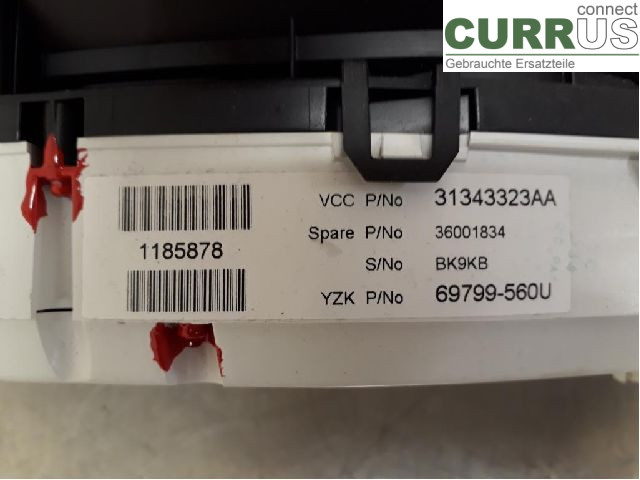 connect
CURRUS
Gebrauchte Ersatzteile
VCC P/No 31343323AA
Spare P/No 36001834
S/No BK9KB
YZK P/No 69799-560U
1185878